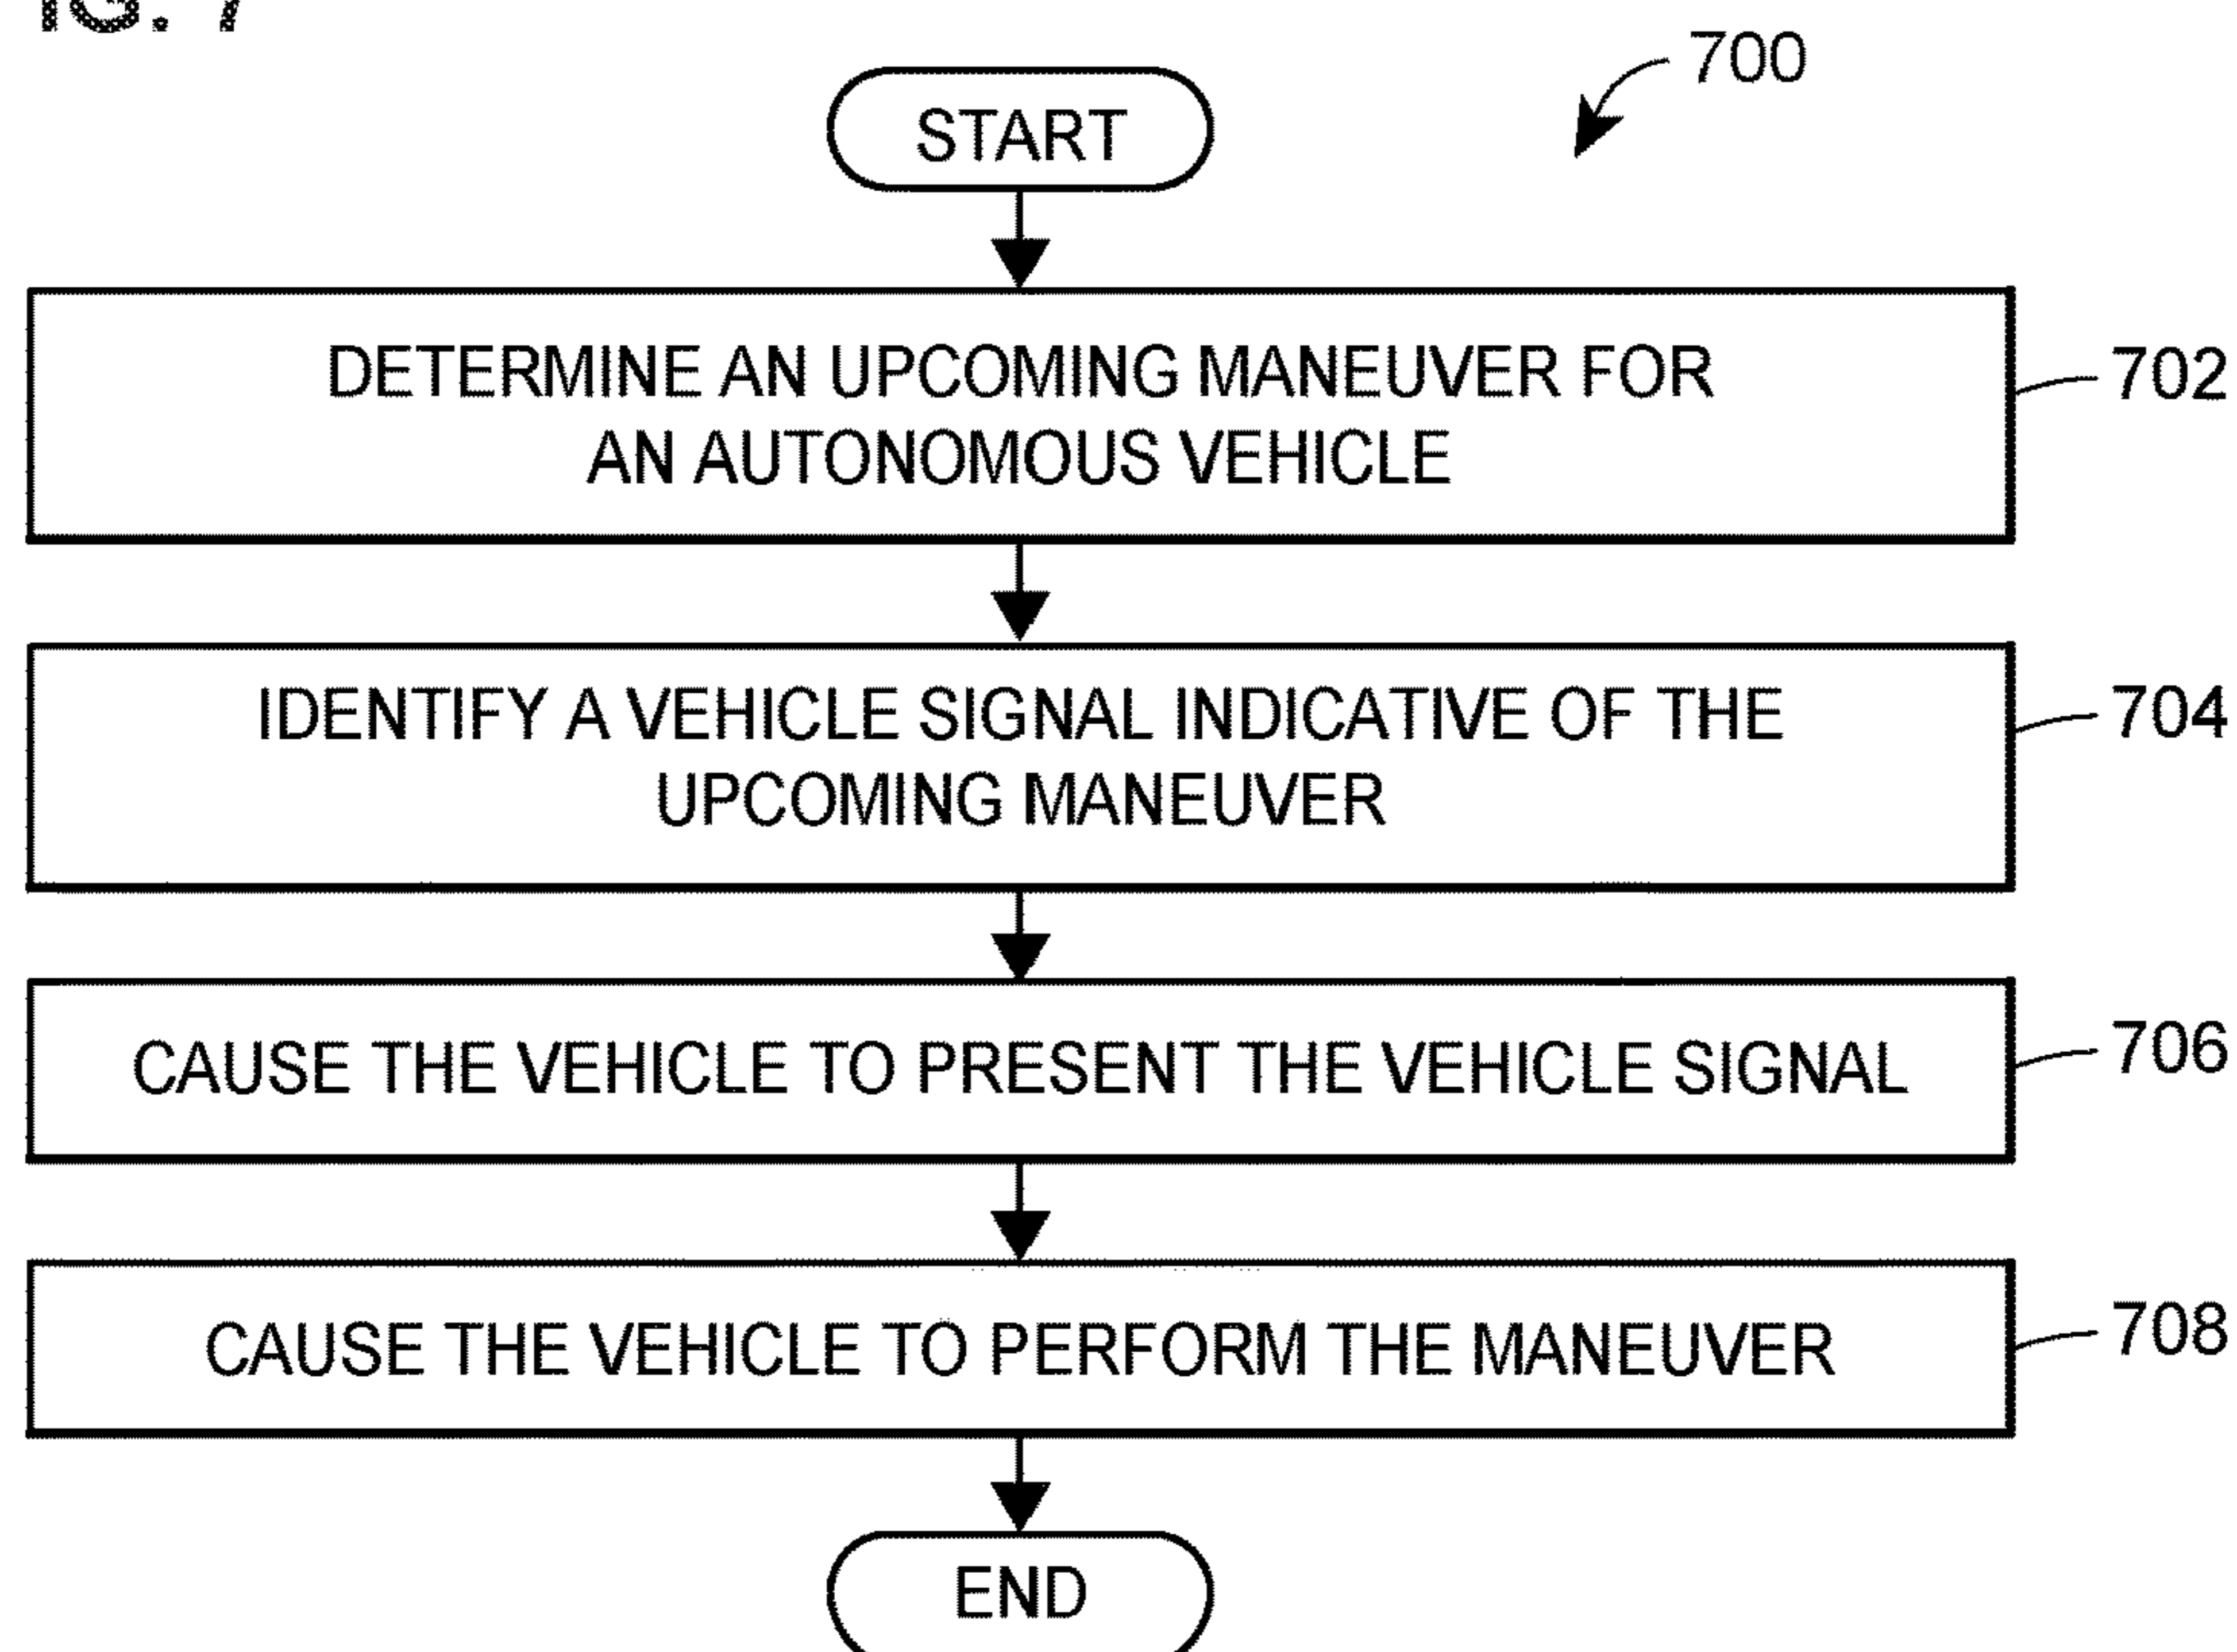 IG. 7
700
START
DETERMINE AN UPCOMING MANEUVER FOR
AN AUTONOMOUS VEHICLE
702
IDENTIFY A VEHICLE SIGNAL INDICATIVE OF THE
UPCOMING MANEUVER
704
CAUSE THE VEHICLE TO PRESENT THE VEHICLE SIGNAL
706
CAUSE THE VEHICLE TO PERFORM THE MANEUVER
708
END